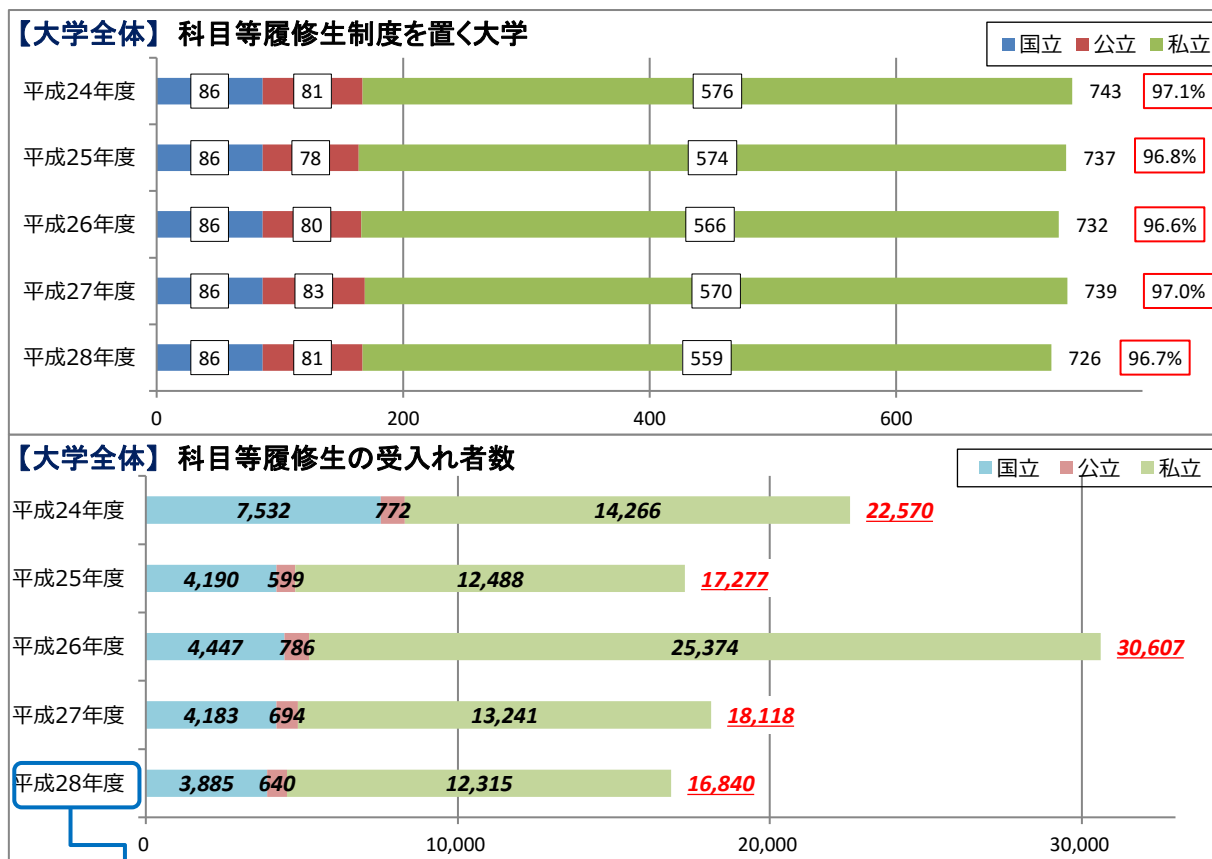 【大学全体】 科目等履修生制度を置く大学
国立 公立 私立
平成24年度 86 81 576 743 97.1%
平成25年度 86 78 574 737 96.8%
平成26年度 86 80 566 732 96.6%
平成27年度 86 83 570 739 97.0%
平成28年度 86 81 559 726 96.7%
0 200 400 600
【大学全体】 科目等履修生の受入れ者数
国立 公立 私立
平成24年度 7,532 772 14,266 22,570
平成25年度 4,190 599 12,488 17,277
平成26年度 4,447 786 25,374 30,607
平成27年度 4,183 694 13,241 18,118
平成28年度 3,885 640 12,315 16,840
0 10,000 20,000 30,000